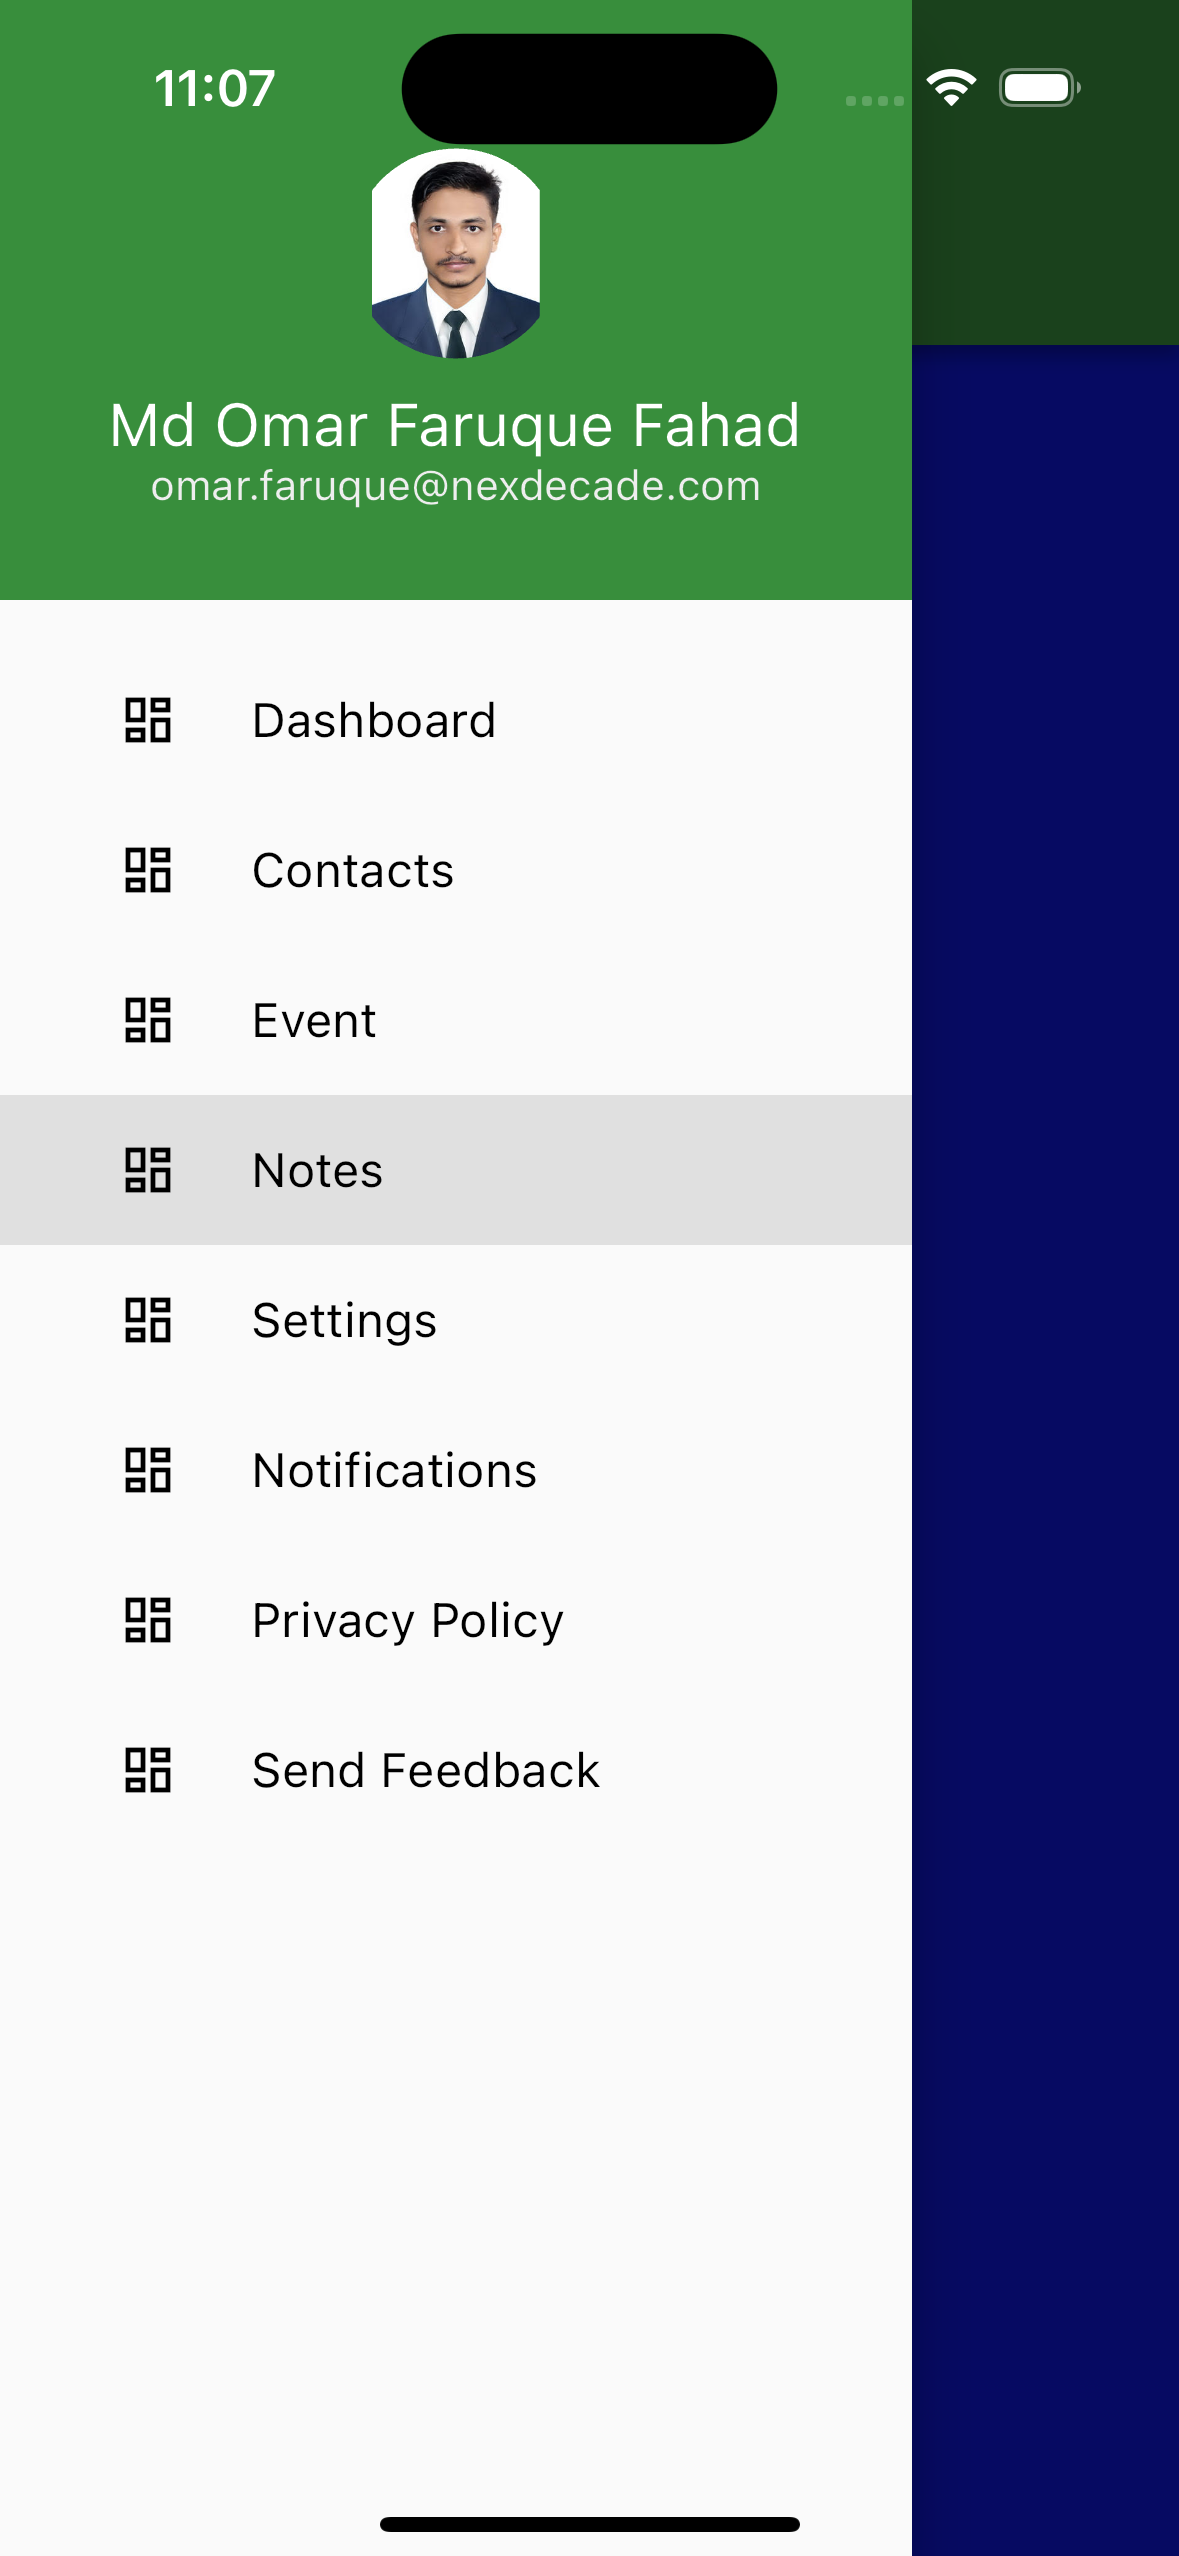 11:07
Md Omar Faruque Fahad
omar.faruque@nexdecade.com
Dashboard
Contacts
Event
Notes
Settings
Notifications
Privacy Policy
Send Feedback